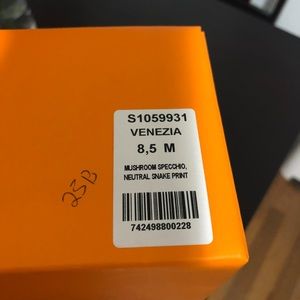 S1059931
VENEZIA
8,5 M
MUSHROOM SPECCHIO,
NEUTRAL SNAKE PRINT
742498800228
23B